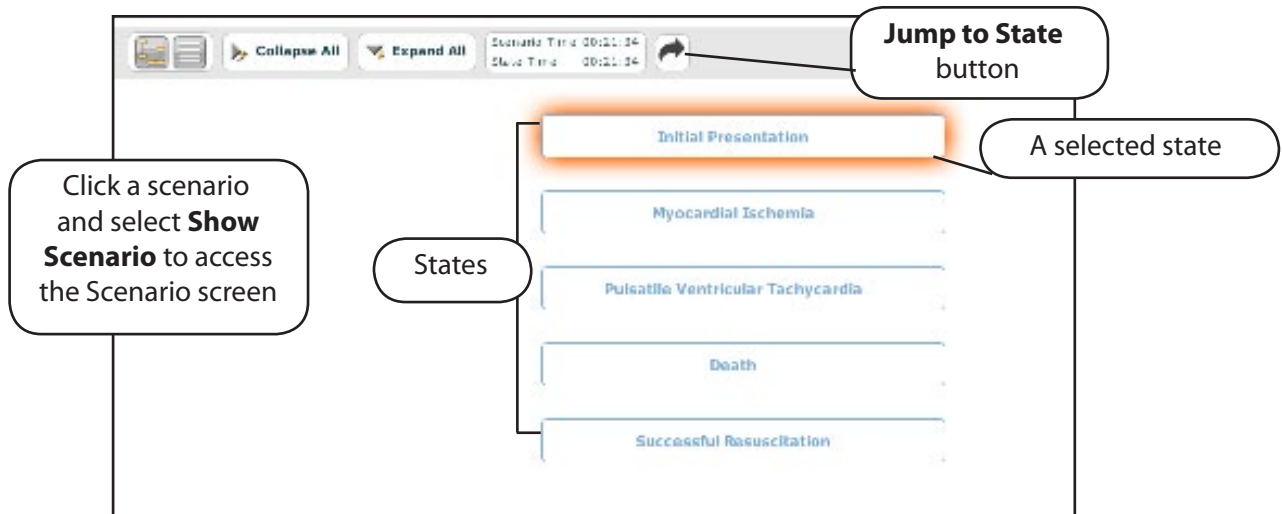 Collapse All
Expand All
Scenario Time 00:21:34
State Time 00:21:34
Jump to State
button
Initial Presentation
A selected state
Click a scenario
and select Show
Scenario to access
the Scenario screen
Myocardial Ischemia
States
Pulsatile Ventricular Tachycardia
Death
Successful Resuscitation